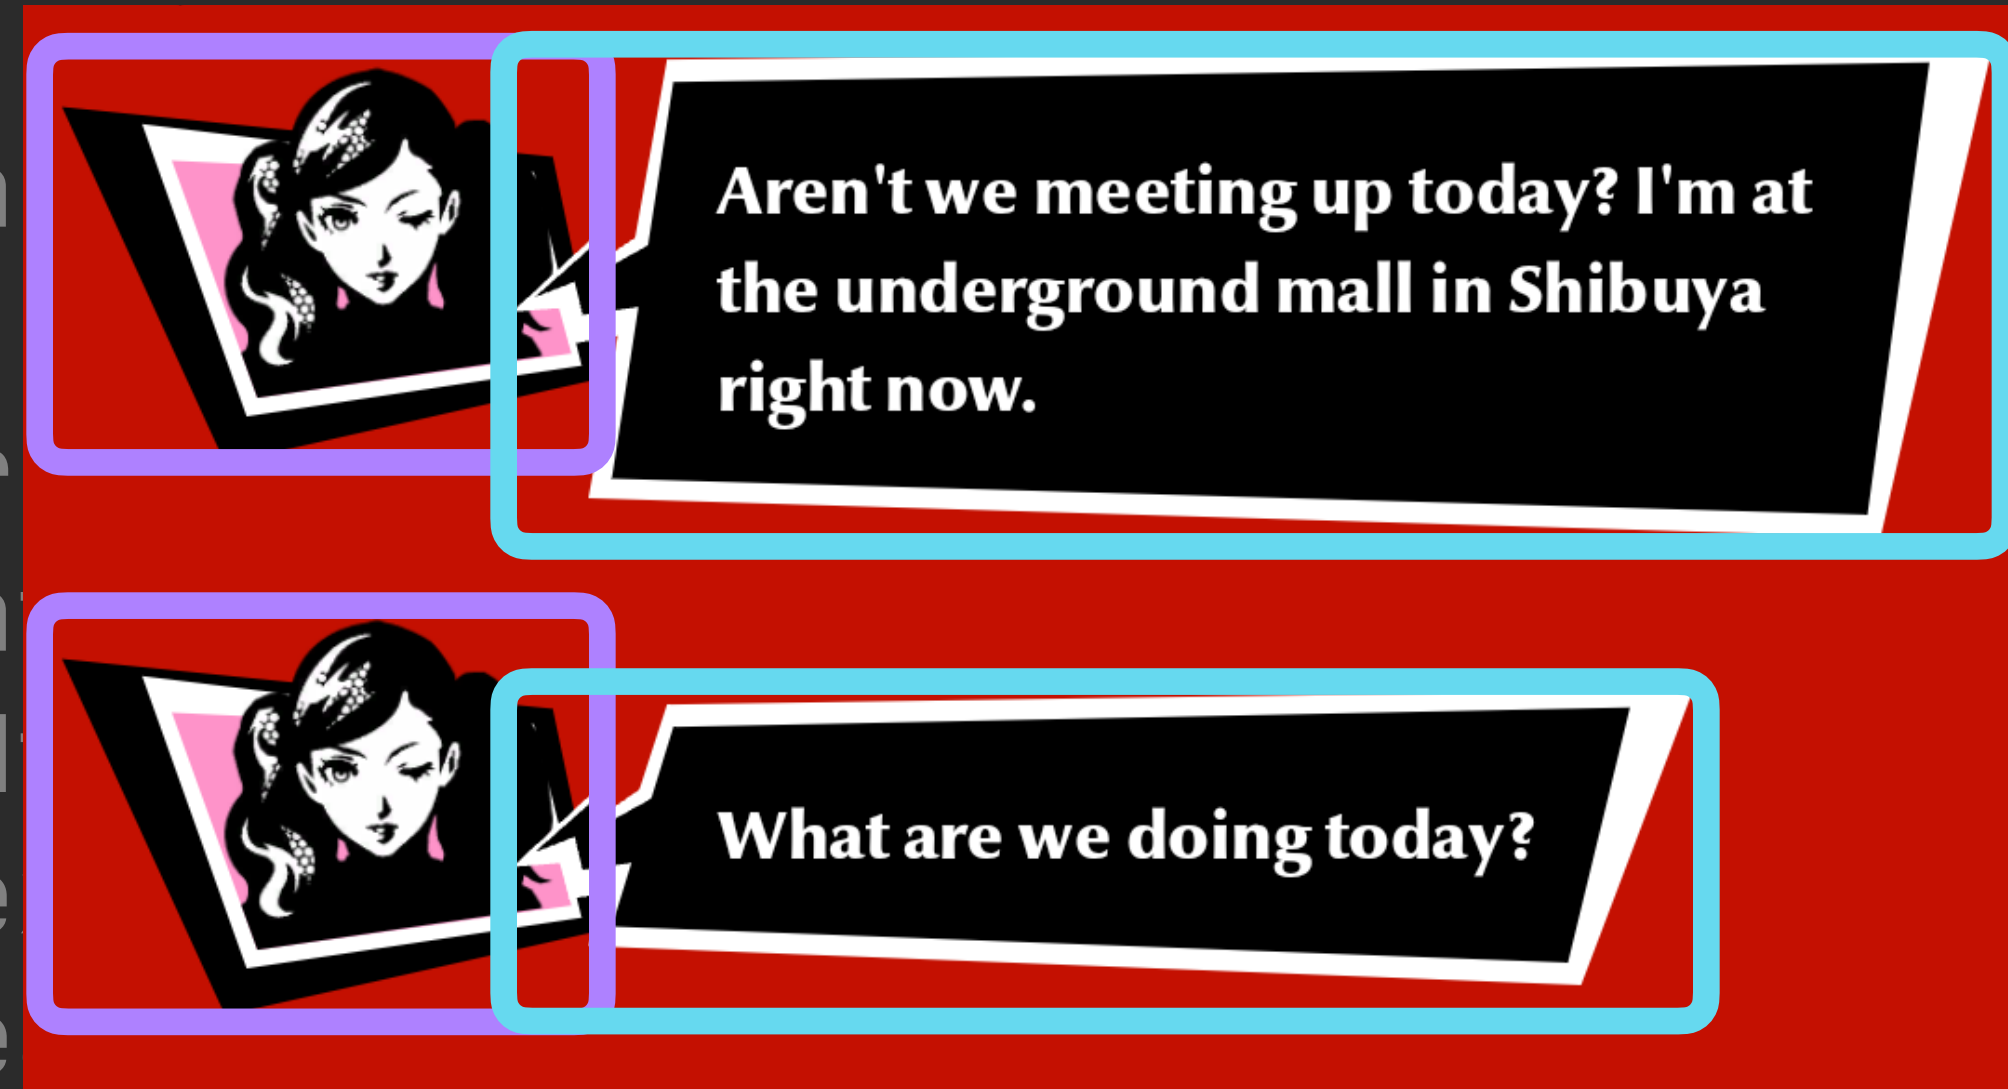 Aren't we meeting up today? I'm at
the underground mall in Shibuya
right now.
What are we doing today?